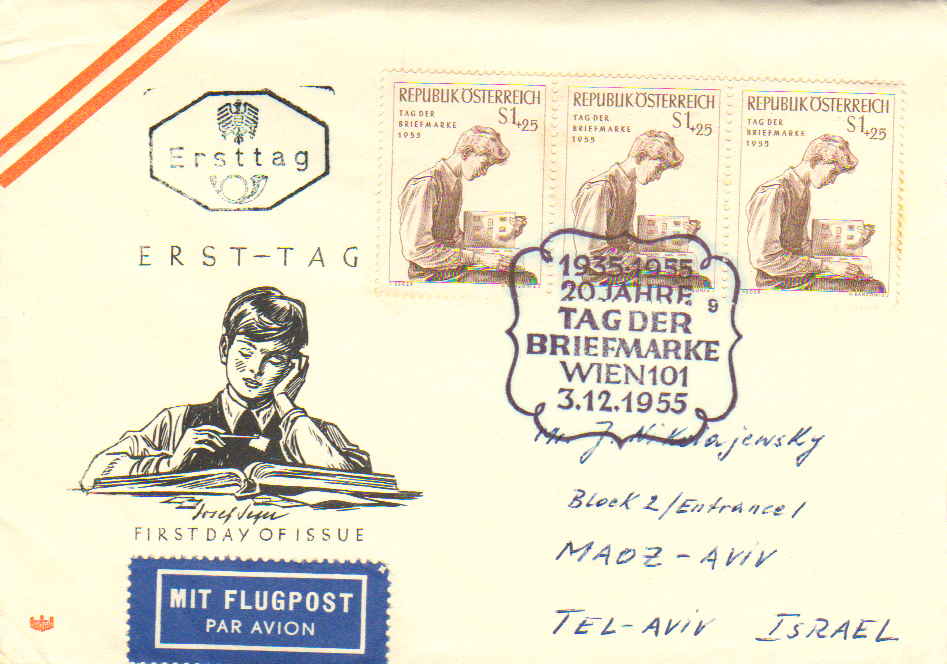 Ersttag
ERST-TAG
REPUBLIK ÖSTERREICH
S1+25
TAG DER
BRIEFMARKE
1955
REPUBLIK ÖSTERREICH
S1+25
TAG DER
BRIEFMARKE
1955
REPUBLIK ÖSTERREICH
S1+25
TAG DER
BRIEFMARKE
1955
1935-1955
20 JAHRE
9
TAG DER
BRIEFMARKE
WIEN 101
3.12.1955
Mr J. Nikolajewsky
Block 2/Entrance 1
MAOZ-AVIV
TEL-AVIV ISRAEL
FIRST DAY OF ISSUE
MIT FLUGPOST
PAR AVION